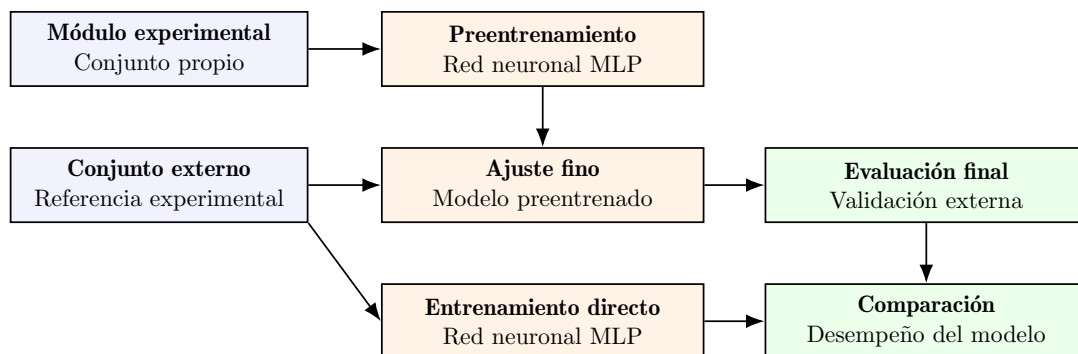 Módulo experimental
Conjunto propio
Preentrenamiento
Red neuronal MLP
Conjunto externo
Referencia experimental
Ajuste fino
Modelo preentrenado
Evaluación final
Validación externa
Entrenamiento directo
Red neuronal MLP
Comparación
Desempeño del modelo